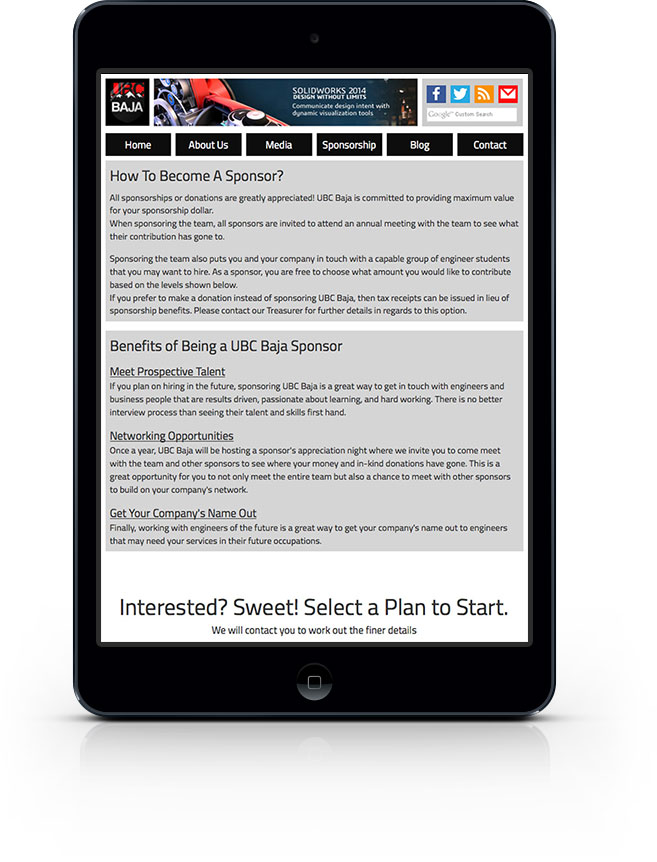 UBC
BAJA
SOLIDWORKS 2014
DESIGN WITHOUT LIMITS
Communicate design intent with
dynamic visualization tools
Google™ Custom Search
Home About Us Media Sponsorship Blog Contact
How To Become A Sponsor?
All sponsorships or donations are greatly appreciated! UBC Baja is committed to providing maximum value
for your sponsorship dollar.
When sponsoring the team, all sponsors are invited to attend an annual meeting with the team to see what
their contribution has gone to.
Sponsoring the team also puts you and your company in touch with a capable group of engineer students
that you may want to hire. As a sponsor, you are free to choose what amount you would like to contribute
based on the levels shown below.
If you prefer to make a donation instead of sponsoring UBC Baja, then tax receipts can be issued in lieu of
sponsorship benefits. Please contact our Treasurer for further details in regards to this option.
Benefits of Being a UBC Baja Sponsor
Meet Prospective Talent
If you plan on hiring in the future, sponsoring UBC Baja is a great way to get in touch with engineers and
business people that are results driven, passionate about learning, and hard working. There is no better
interview process than seeing their talent and skills first hand.
Networking Opportunities
Once a year, UBC Baja will be hosting a sponsor's appreciation night where we invite you to come meet
with the team and other sponsors to see where your money and in-kind donations have gone. This is a
great opportunity for you to not only meet the entire team but also a chance to meet with other sponsors
to build on your company's network.
Get Your Company's Name Out
Finally, working with engineers of the future is a great way to get your company's name out to engineers
that may need your services in their future occupations.
Interested? Sweet! Select a Plan to Start.
We will contact you to work out the finer details